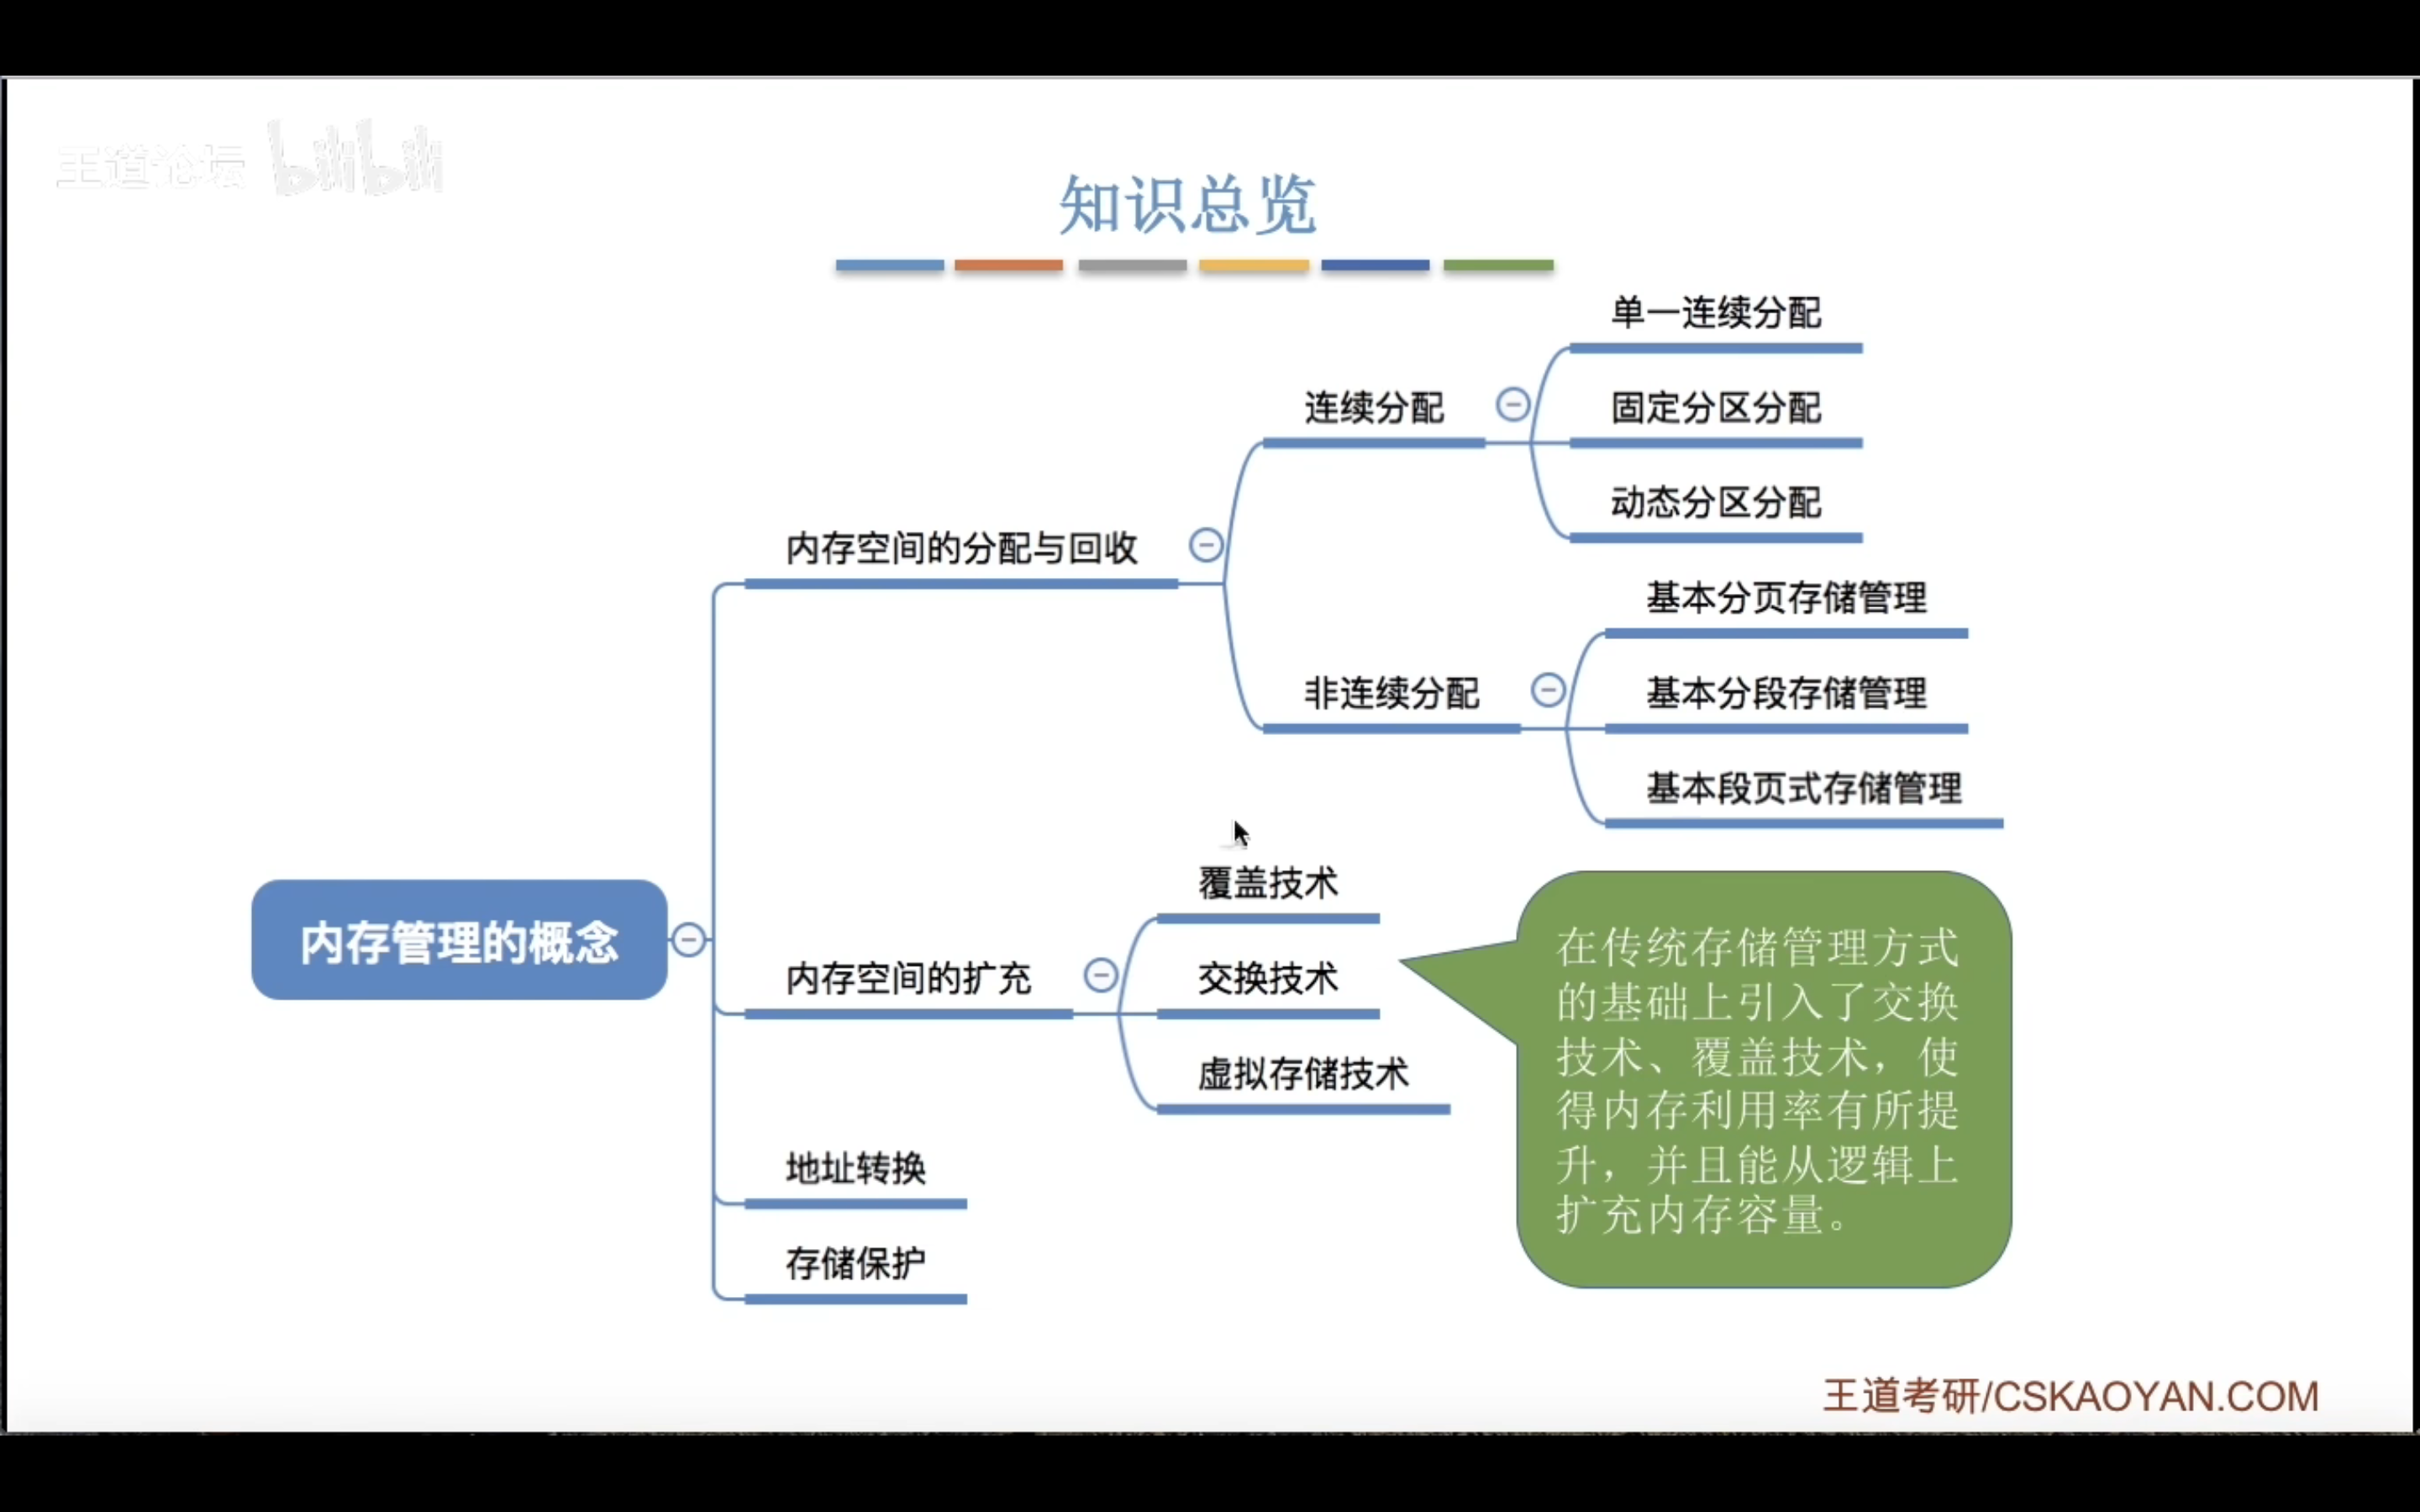 王道论坛 bilibili
知识总览
单一连续分配
连续分配
固定分区分配
动态分区分配
内存空间的分配与回收
基本分页存储管理
非连续分配
基本分段存储管理
基本段页式存储管理
覆盖技术
内存管理的概念
内存空间的扩充
交换技术
虚拟存储技术
在传统存储管理方式
的基础上引入了交换
技术、覆盖技术，使
得内存利用率有所提
升，并且能从逻辑上
扩充内存容量。
地址转换
存储保护
王道考研/CSKAOYAN.COM